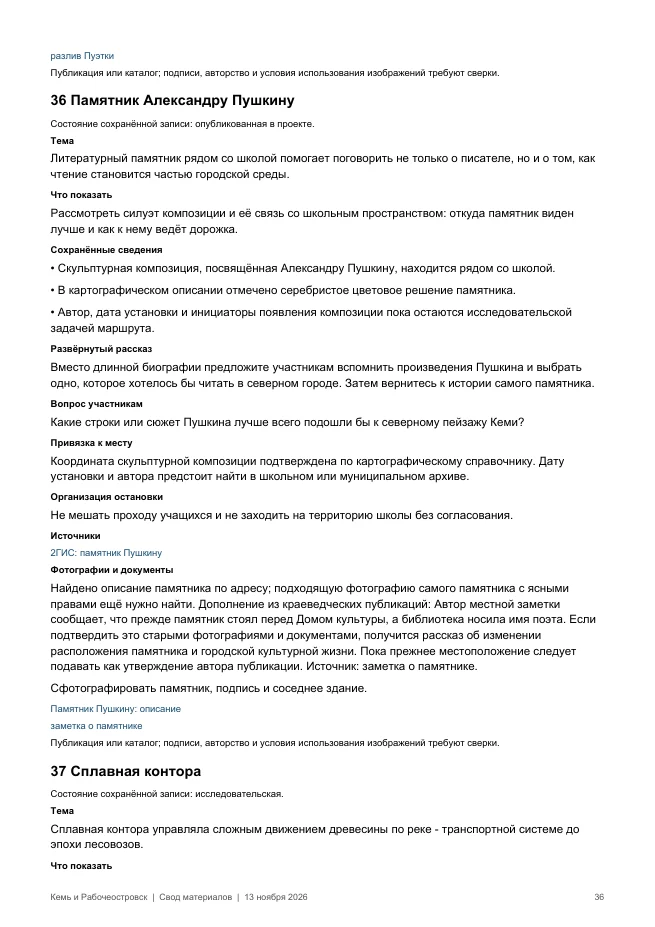 разлив Пуэтки
Публикация или каталог; подписи, авторство и условия использования изображений требуют сверки.
36 Памятник Александру Пушкину
Состояние сохранённой записи: опубликованная в проекте.
Тема
Литературный памятник рядом со школой помогает поговорить не только о писателе, но и о том, как
чтение становится частью городской среды.
Что показать
Рассмотреть силуэт композиции и её связь со школьным пространством: откуда памятник виден
лучше и как к нему ведёт дорожка.
Сохранённые сведения
• Скульптурная композиция, посвящённая Александру Пушкину, находится рядом со школой.
• В картографическом описании отмечено серебристое цветовое решение памятника.
• Автор, дата установки и инициаторы появления композиции пока остаются исследовательской
задачей маршрута.
Развёрнутый рассказ
Вместо длинной биографии предложите участникам вспомнить произведения Пушкина и выбрать
одно, которое хотелось бы читать в северном городе. Затем вернитесь к истории самого памятника.
Вопрос участникам
Какие строки или сюжет Пушкина лучше всего подошли бы к северному пейзажу Кеми?
Привязка к месту
Координата скульптурной композиции подтверждена по картографическому справочнику. Дату
установки и автора предстоит найти в школьном или муниципальном архиве.
Организация остановки
Не мешать проходу учащихся и не заходить на территорию школы без согласования.
Источники
2ГИС: памятник Пушкину
Фотографии и документы
Найдено описание памятника по адресу; подходящую фотографию самого памятника с ясными
правами ещё нужно найти. Дополнение из краеведческих публикаций: Автор местной заметки
сообщает, что прежде памятник стоял перед Домом культуры, а библиотека носила имя поэта. Если
подтвердить это старыми фотографиями и документами, получится рассказ об изменении
расположения памятника и городской культурной жизни. Пока прежнее местоположение следует
подавать как утверждение автора публикации. Источник: заметка о памятнике.
Сфотографировать памятник, подпись и соседнее здание.
Памятник Пушкину: описание
заметка о памятнике
Публикация или каталог; подписи, авторство и условия использования изображений требуют сверки.
37 Сплавная контора
Состояние сохранённой записи: исследовательская.
Тема
Сплавная контора управляла сложным движением древесины по реке - транспортной системе до
эпохи лесовозов.
Что показать
Кемь и Рабочеостровск | Свод материалов | 13 ноября 2026
36